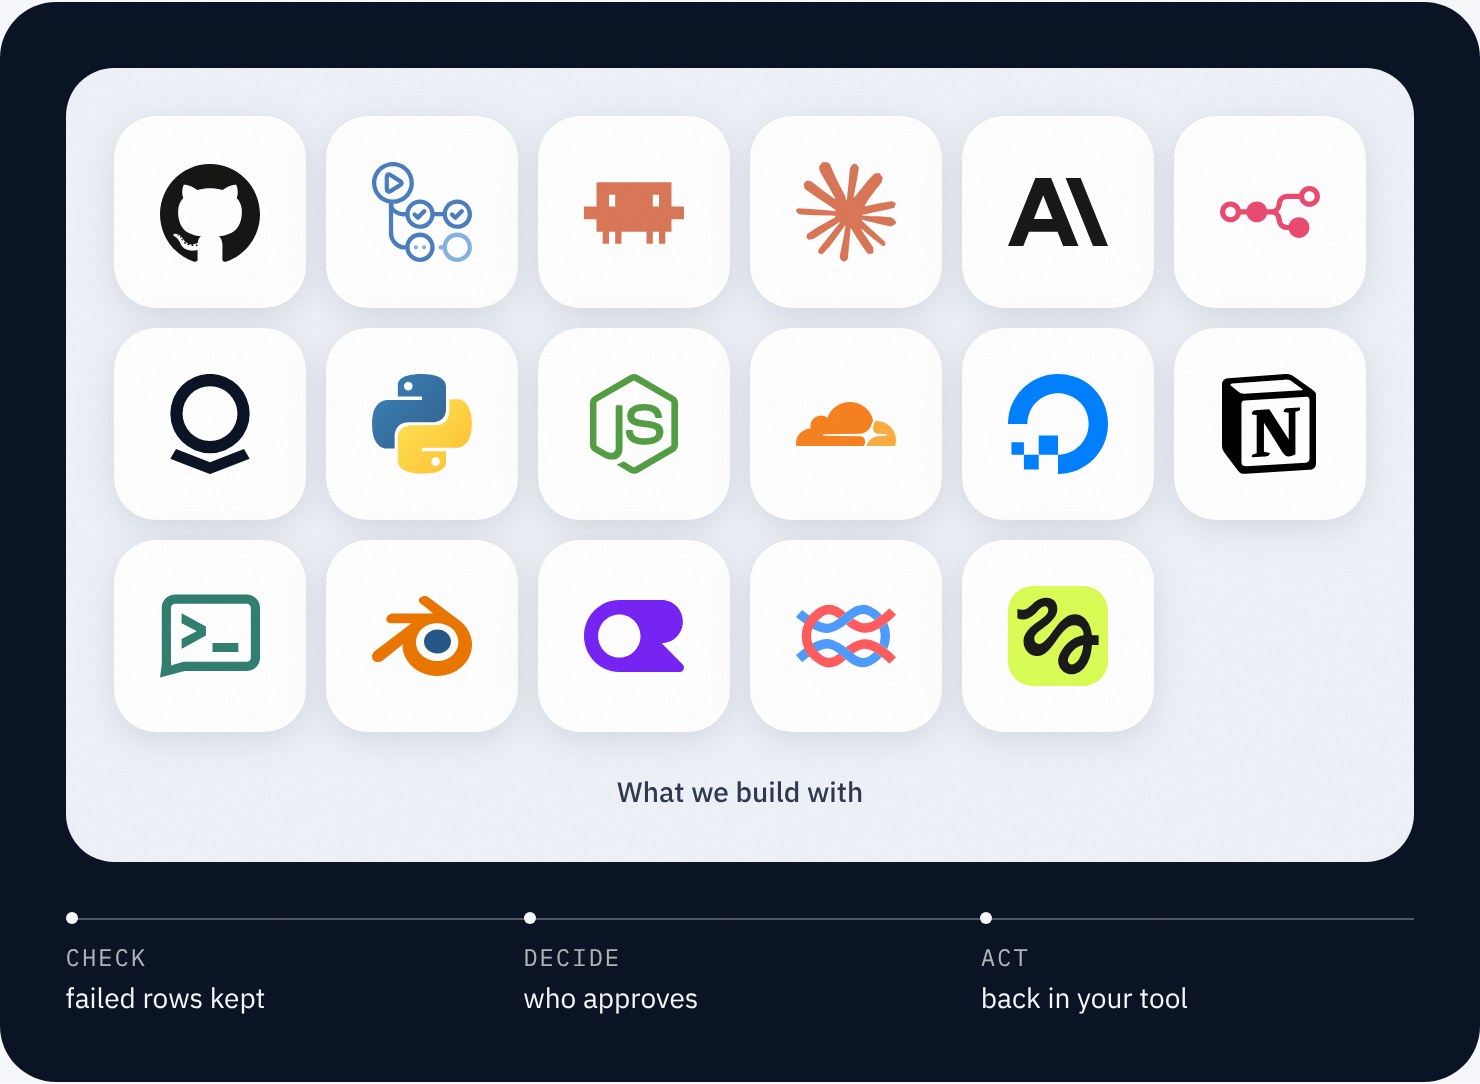 What we build with
CHECK
failed rows kept
DECIDE
who approves
ACT
back in your tool